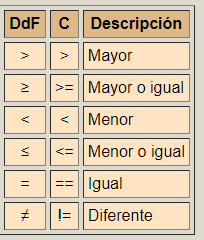 DdF C Descripción
> > Mayor
≥ >= Mayor o igual
< < Menor
≤ <= Menor o igual
= == Igual
≠ != Diferente